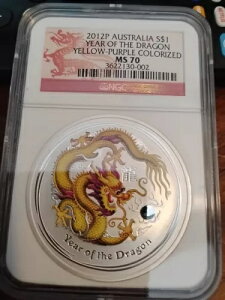 2012P AUSTRALIA S$1
YEAR OF THE DRAGON
YELLOW-PURPLE COLORIZED
MS 70
3622130-002
NGC
龍
Year of the Dragon